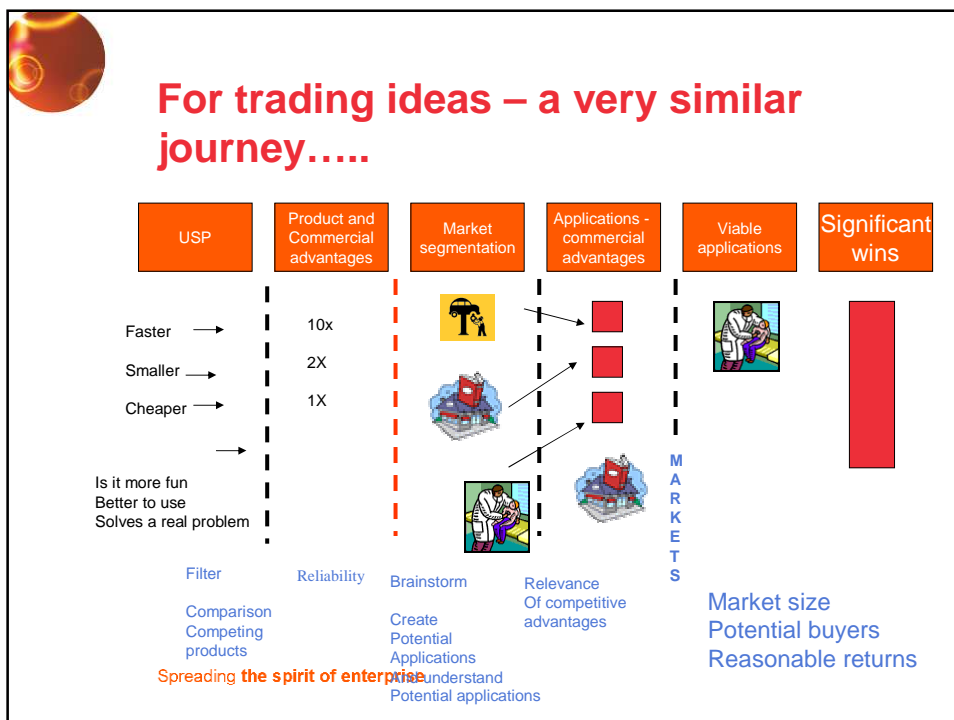 For trading ideas – a very similar
journey…..
USP
Product and
Commercial
advantages
Market
segmentation
Applications -
commercial
advantages
Viable
applications
Significant
wins
Faster
10x
Smaller
2X
Cheaper
1X
Is it more fun
Better to use
Solves a real problem
MARKETS
Filter
Comparison
Competing
products
Reliability
Brainstorm
Create
Potential
Applications
And understand
Potential applications
Relevance
Of competitive
advantages
Market size
Potential buyers
Reasonable returns
Spreading the spirit of enterprise